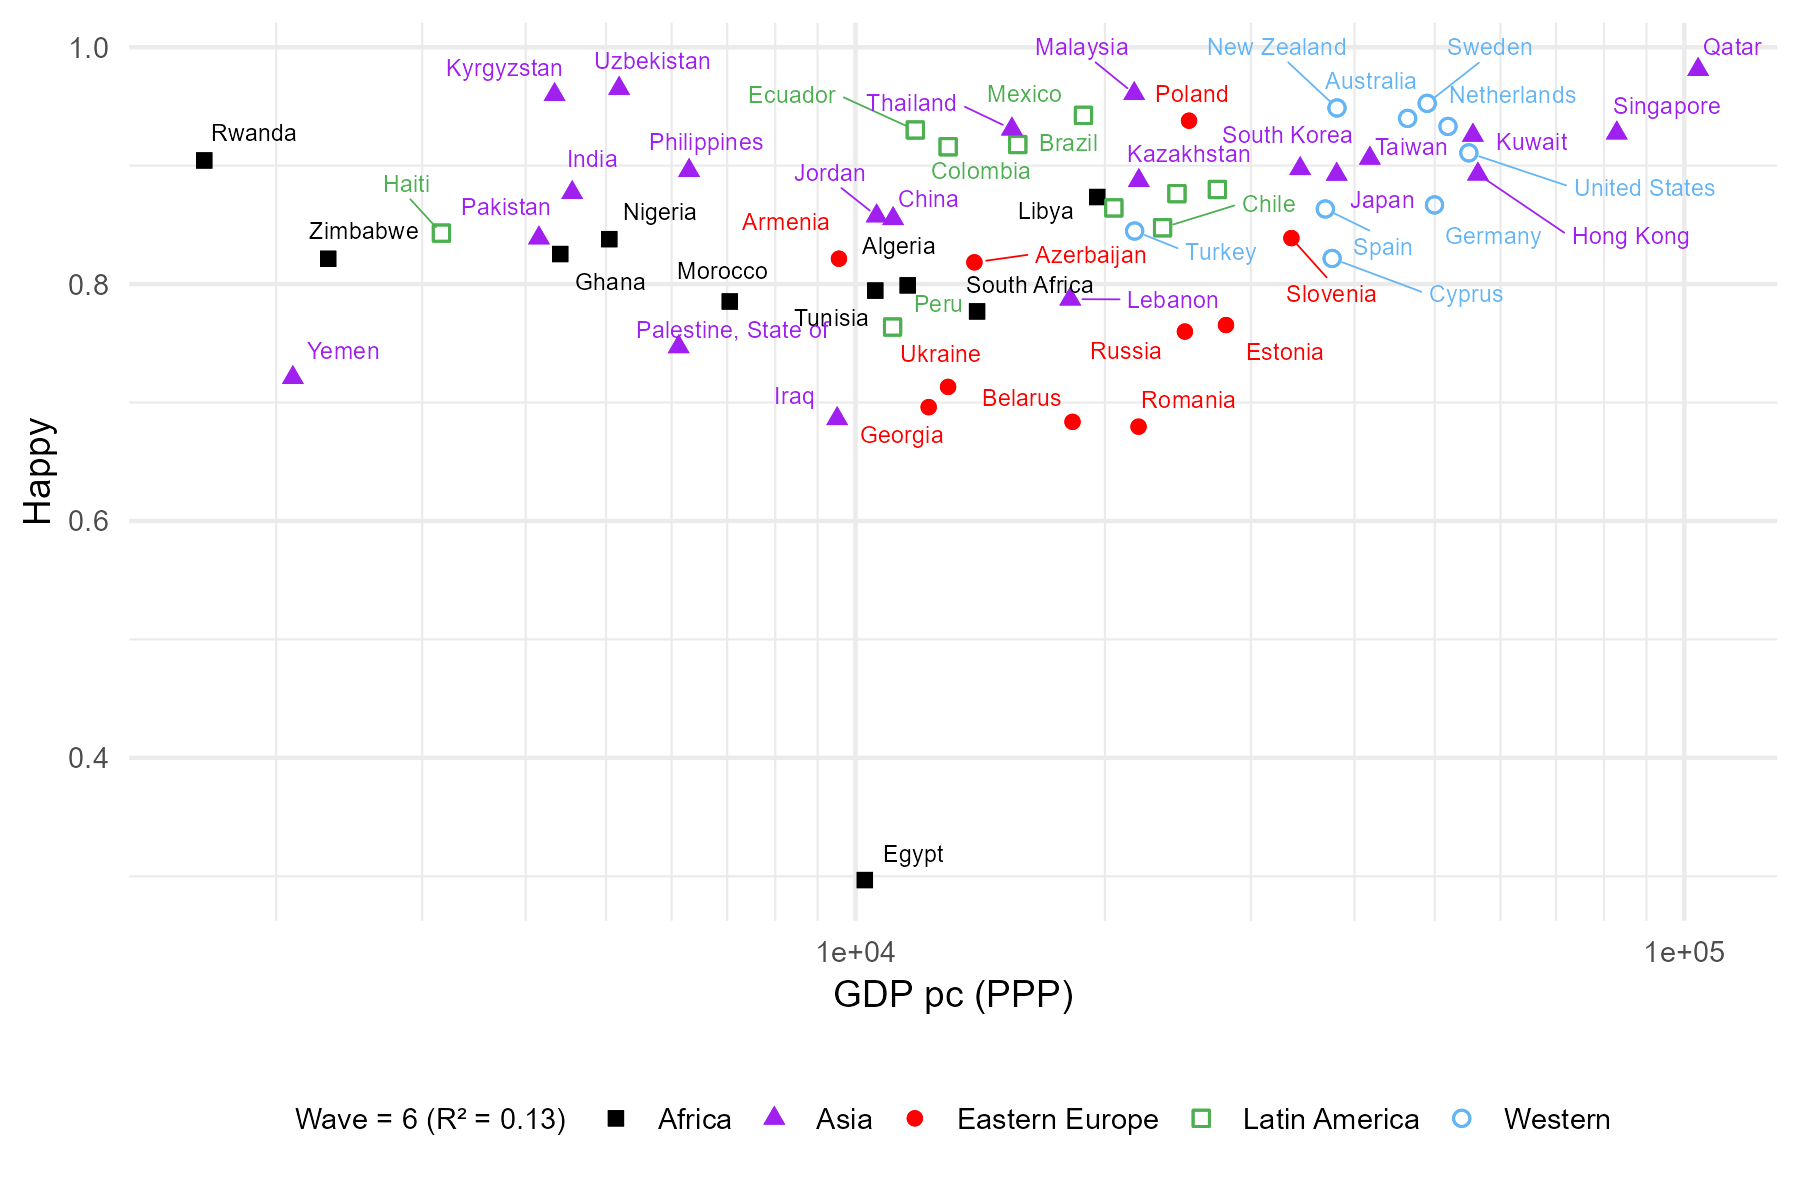 1.0
0.8
0.6
0.4
Happy
Malaysia
New Zealand
Sweden
Qatar
Kyrgyzstan
Uzbekistan
Australia
Ecuador
Thailand
Mexico
Poland
Netherlands
Singapore
Rwanda
Philippines
Brazil
South Korea
Taiwan
Kuwait
India
Colombia
Kazakhstan
Haiti
Jordan
United States
Pakistan
China
Nigeria
Libya
Chile
Japan
Zimbabwe
Armenia
Algeria
Turkey
Spain
Germany
Hong Kong
Azerbaijan
Morocco
Ghana
South Africa
Peru
Lebanon
Slovenia
Cyprus
Tunisia
Palestine, State of
Yemen
Ukraine
Russia
Estonia
Iraq
Belarus
Romania
Georgia
Egypt
1e+04
1e+05
GDP pc (PPP)
Wave = 6 (R² = 0.13) Africa Asia Eastern Europe Latin America Western